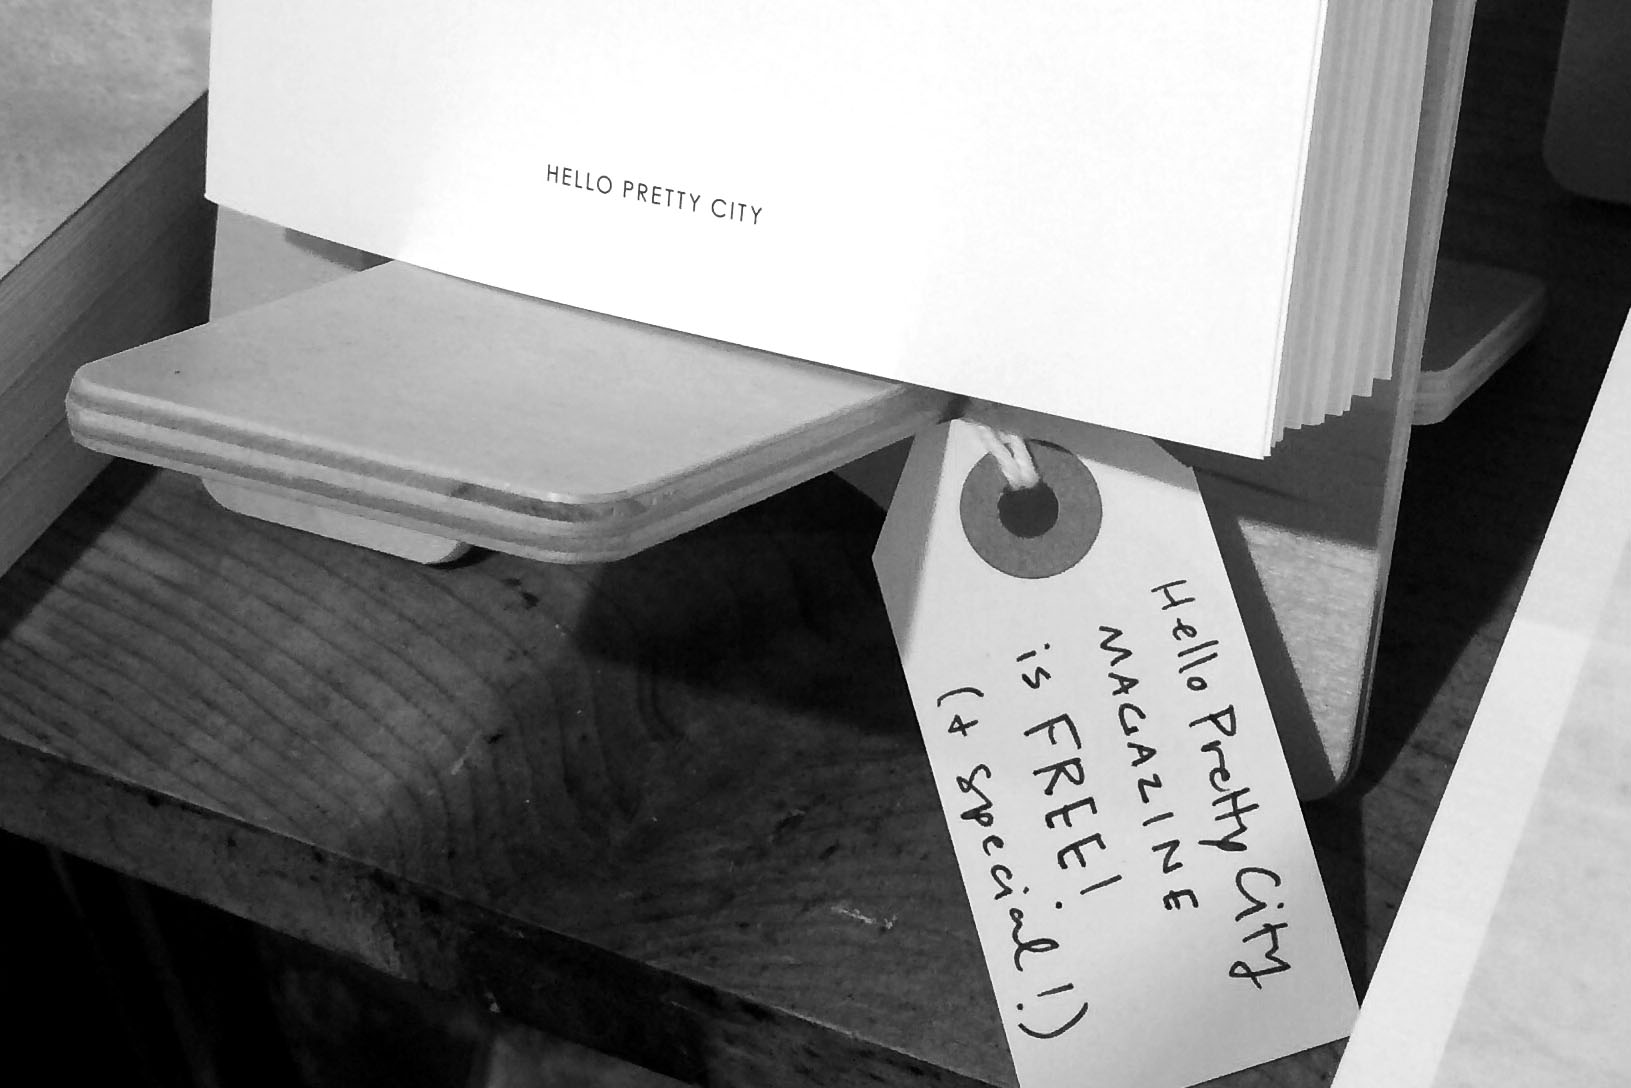 HELLO PRETTY CITY
Hello Pretty City
MAGAZINE
is FREE!
(+ special!)